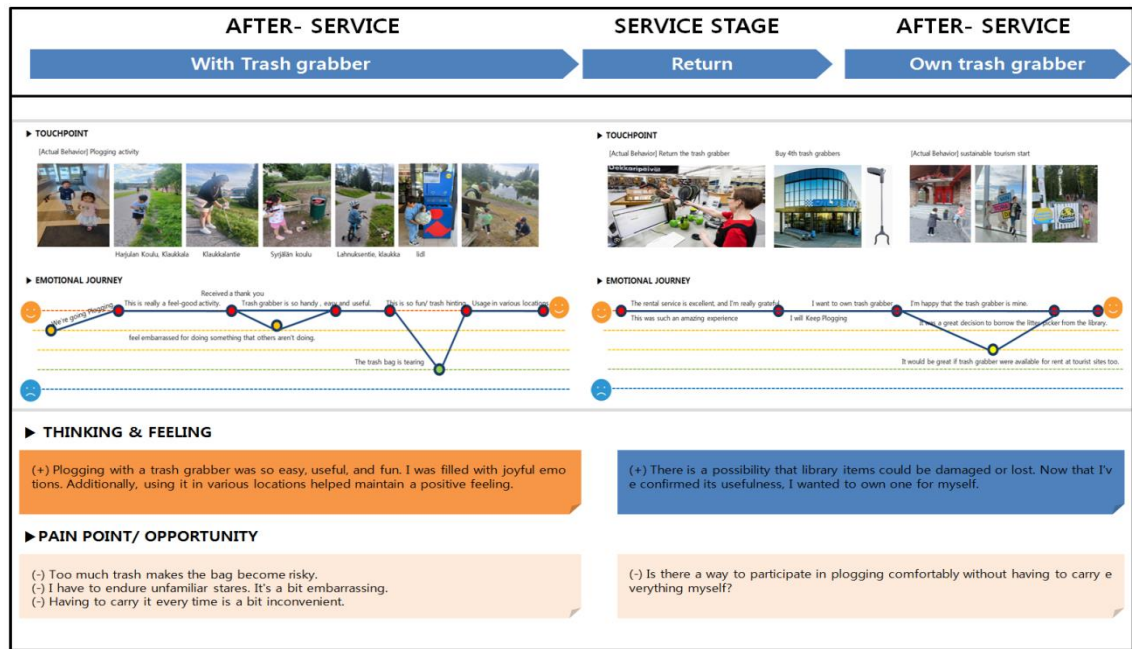 AFTER- SERVICE
SERVICE STAGE
AFTER- SERVICE
With Trash grabber
Return
Own trash grabber
▶ TOUCHPOINT
[Actual Behavior] Plogging activity
Harjulan Koulu, Klaukkala
Klaukkalantie
Syrjälän koulu
Lahnuksentie, klaukka
lidl
▶ EMOTIONAL JOURNEY
We're going Plogging
This is really a feel-good activity.
Received a thank you
feel embarrassed for doing something that others aren't doing.
Trash grabber is so handy , easy and useful.
This is so fun/ trash hinting
The trash bag is tearing
Usage in various locations
▶ TOUCHPOINT
[Actual Behavior] Return the trash grabber
Buy 4th trash grabbers
[Actual Behavior] sustainable tourism start
Dekkaripäivät
▶ EMOTIONAL JOURNEY
The rental service is excellent, and I'm really grateful.
This was such an amazing experience
I want to own trash grabber
I will Keep Plogging
I'm happy that the trash grabber is mine.
It was a great decision to borrow the litter picker from the library.
It would be great if trash grabber were available for rent at tourist sites too.
▶ THINKING & FEELING
(+) Plogging with a trash grabber was so easy, useful, and fun. I was filled with joyful emo
tions. Additionally, using it in various locations helped maintain a positive feeling.
(+) There is a possibility that library items could be damaged or lost. Now that I'v
e confirmed its usefulness, I wanted to own one for myself.
▶PAIN POINT/ OPPORTUNITY
(-) Too much trash makes the bag become risky.
(-) I have to endure unfamiliar stares. It's a bit embarrassing.
(-) Having to carry it every time is a bit inconvenient.
(-) Is there a way to participate in plogging comfortably without having to carry e
verything myself?